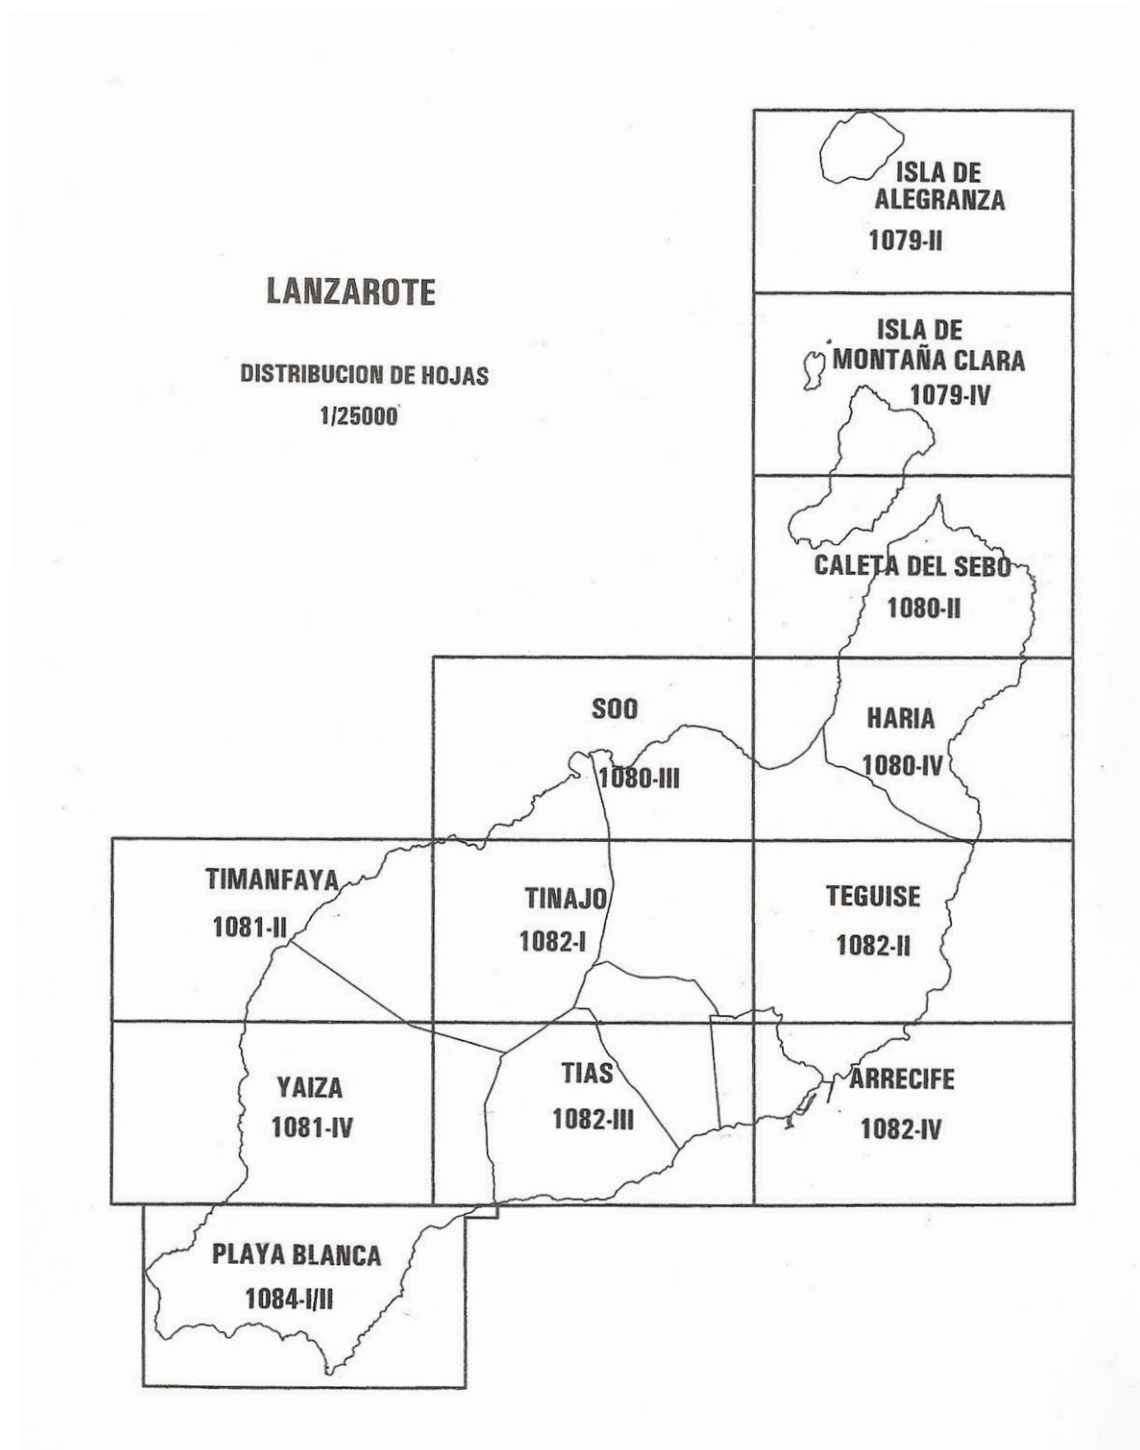 ISLA DE
ALEGRANZA
1079-II
LANZAROTE
DISTRIBUCION DE HOJAS
1/25000
ISLA DE
MONTAÑA CLARA
1079-IV
CALETA DEL SEBO
1080-II
SOO
1080-III
HARIA
1080-IV
TIMANFAYA
1081-II
TINAJO
1082-I
TEGUISE
1082-II
YAIZA
1081-IV
TIAS
1082-III
ARRECIFE
1082-IV
PLAYA BLANCA
1084-I/II